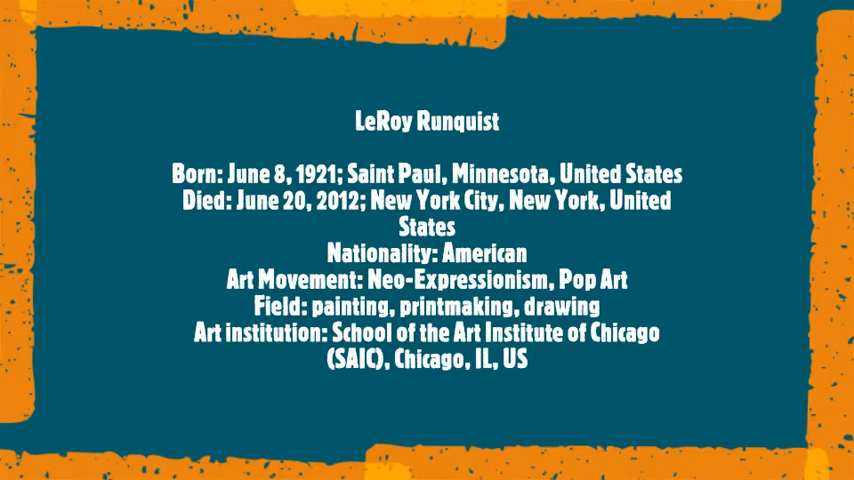 LeRoy Runquist
Born: June 8, 1921; Saint Paul, Minnesota, United States
Died: June 20, 2012; New York City, New York, United
States
Nationality: American
Art Movement: Neo-Expressionism, Pop Art
Field: painting, printmaking, drawing
Art institution: School of the Art Institute of Chicago
(SAIC), Chicago, IL, US